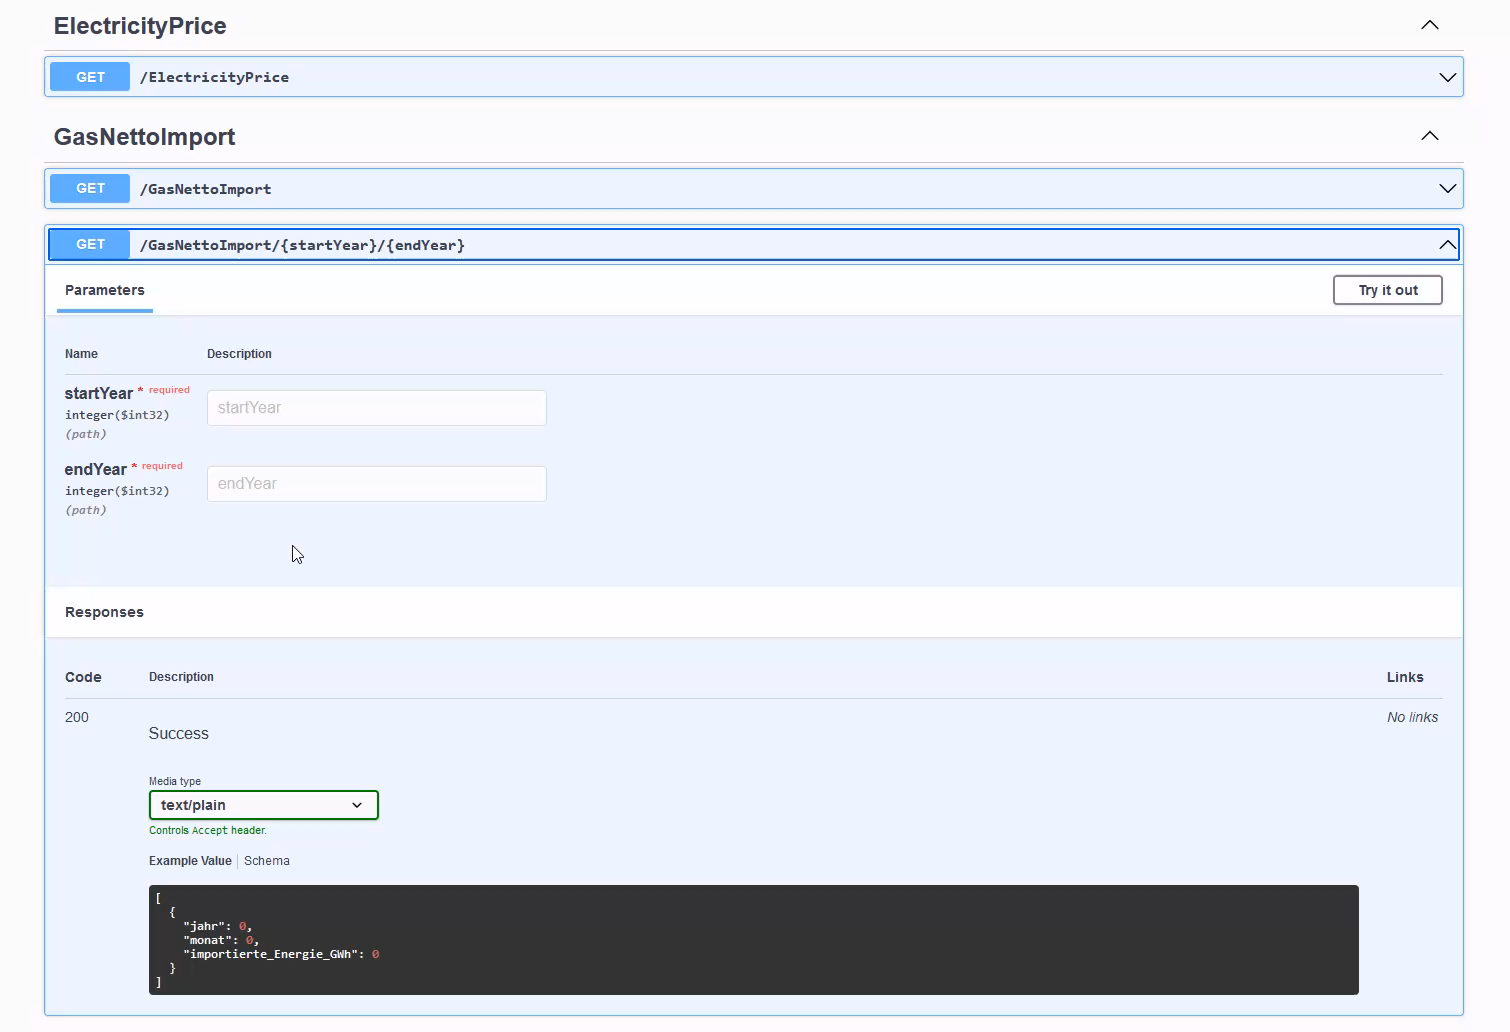 ElectricityPrice
GET /ElectricityPrice
GasNettoImport
GET /GasNettoImport
GET /GasNettoImport/{startYear}/{endYear}
Parameters Try it out
Name Description
startYear * required
integer($int32)
(path)
startYear
endYear * required
integer($int32)
(path)
endYear
Responses
Code Description Links
200 Success No links
Media type
text/plain
Controls Accept header.
Example Value Schema
[
{
"jahr": 0,
"monat": 0,
"importierte_Energie_GWh": 0
}
]